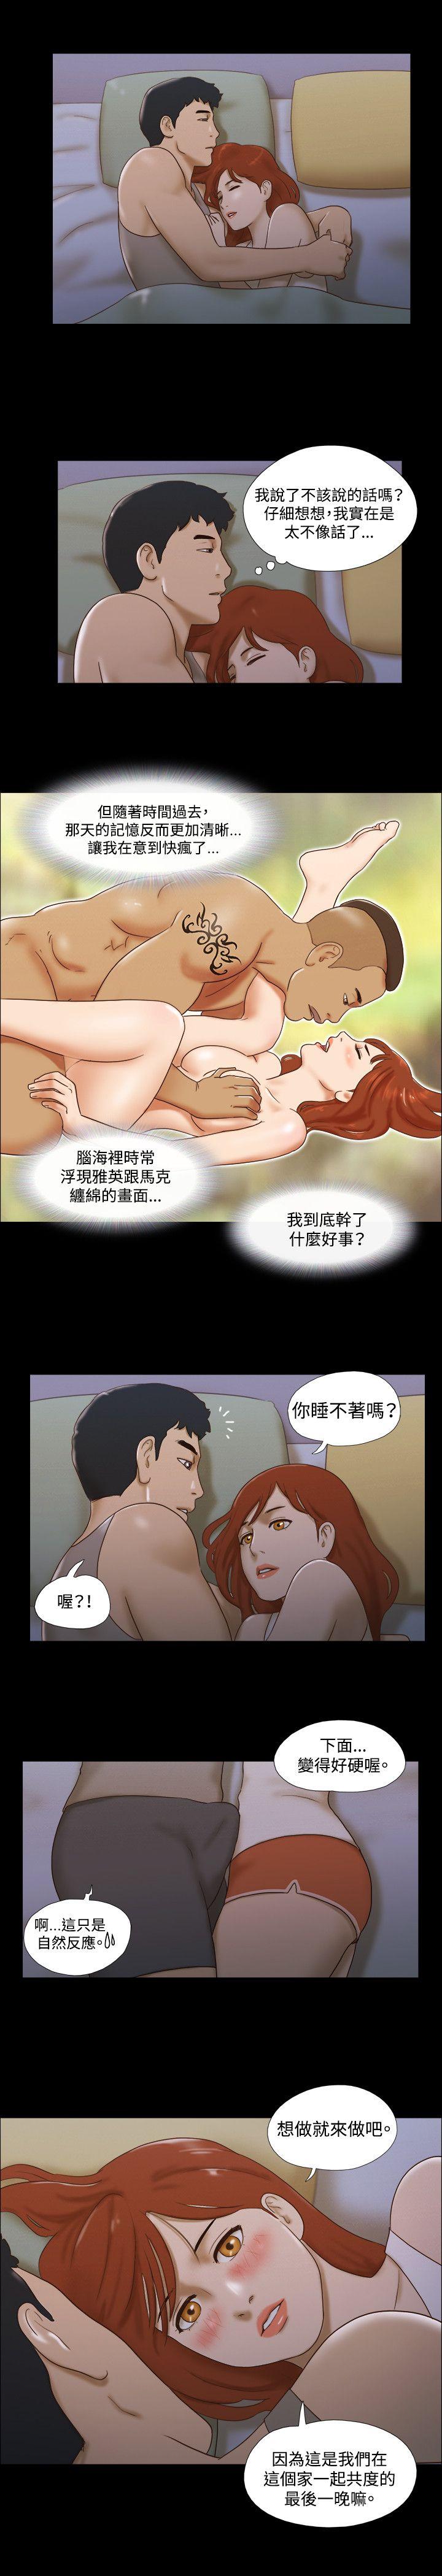 我說了不該說的話嗎？
仔細想想，我實在是
太不像話了...
但隨著時間過去，
那天的記憶反而更加清晰...
讓我在意到快瘋了...
腦海裡時常
浮現雅英跟馬克
纏綿的畫面...
我到底幹了
什麼好事？
你睡不著嗎？
喔？！
下面...
變得好硬喔。
啊...這只是
自然反應。
想做就來做吧。
因為這是我們在
這個家一起共度的
最後一晚嘛。